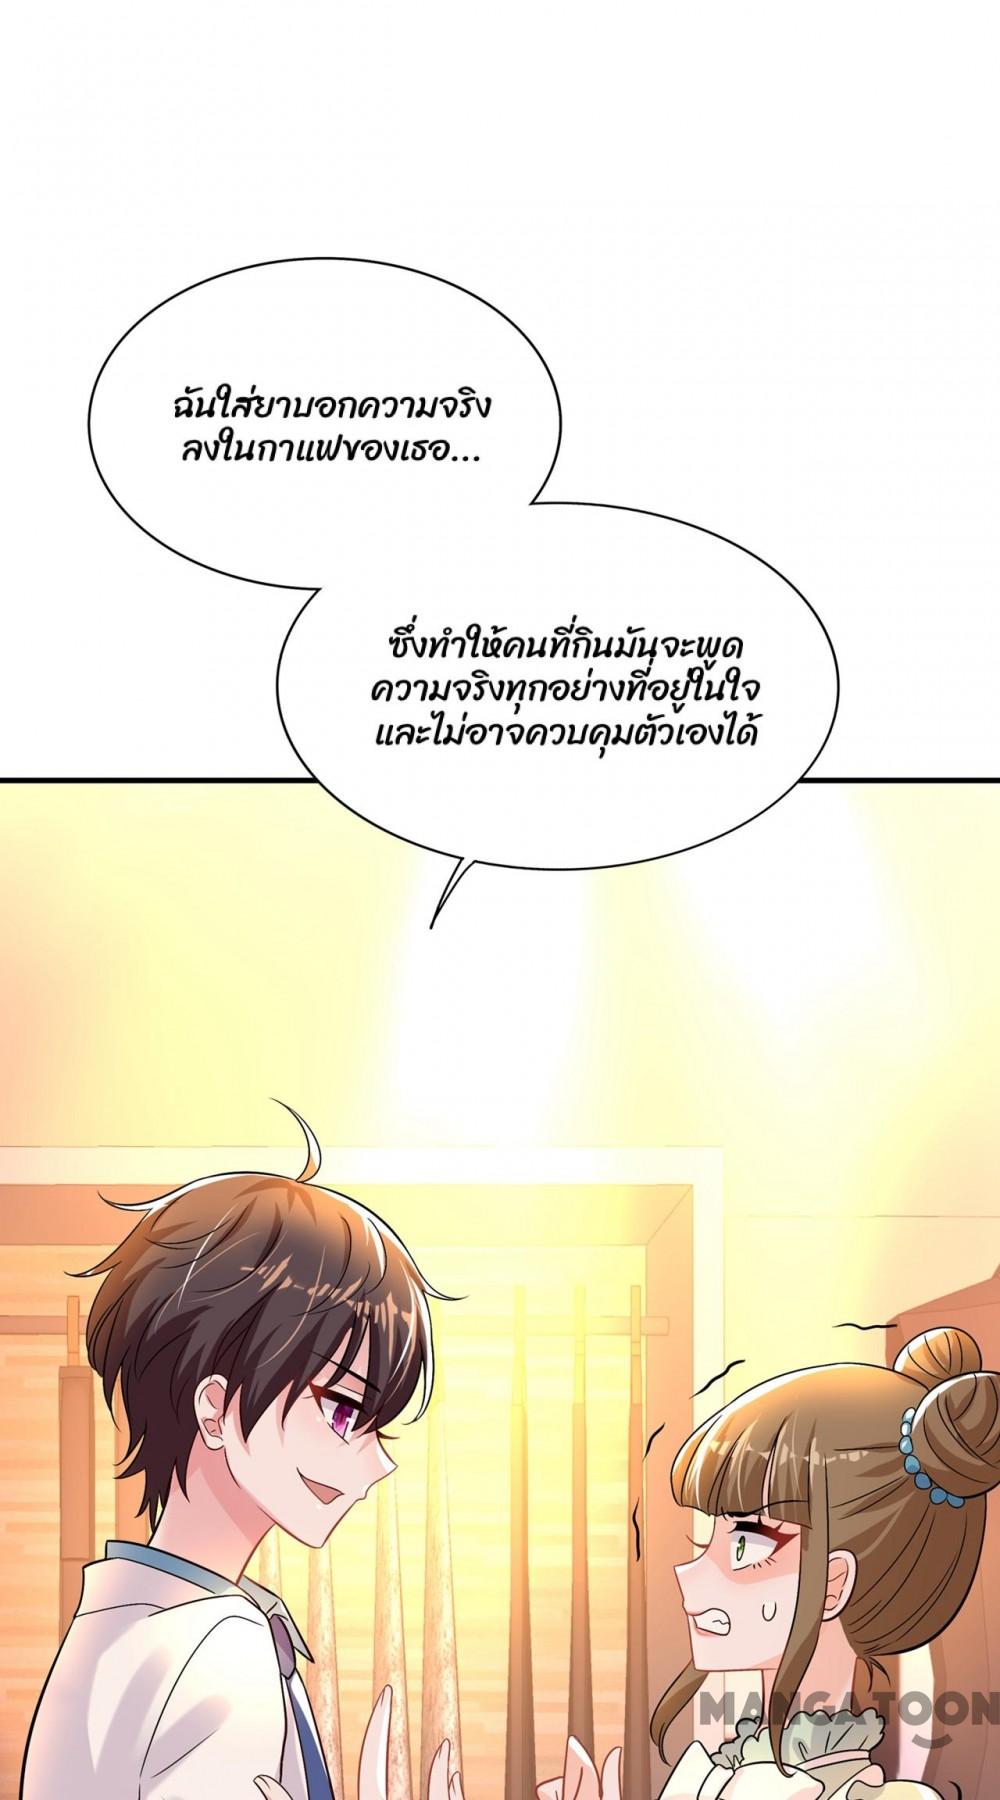 ฉันใส่ยาบอกความจริง
ลงในกาแฟของเธอ...
ซึ่งทำให้คนที่กินมันจะพูด
ความจริงทุกอย่างที่อยู่ในใจ
และไม่อาจควบคุมตัวเองได้
MANGATOON